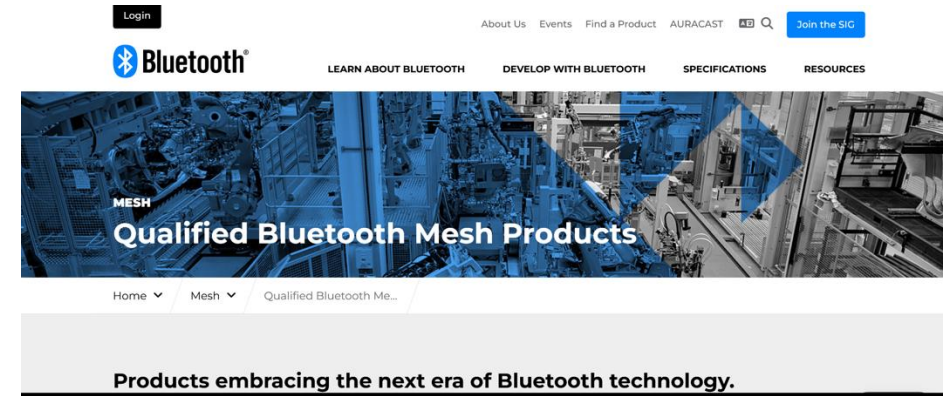 Login
About Us Events Find a Product AURACAST Join the SIG
Bluetooth®
LEARN ABOUT BLUETOOTH DEVELOP WITH BLUETOOTH SPECIFICATIONS RESOURCES
MESH
Qualified Bluetooth Mesh Products
Home Mesh Qualified Bluetooth Me...
Products embracing the next era of Bluetooth technology.